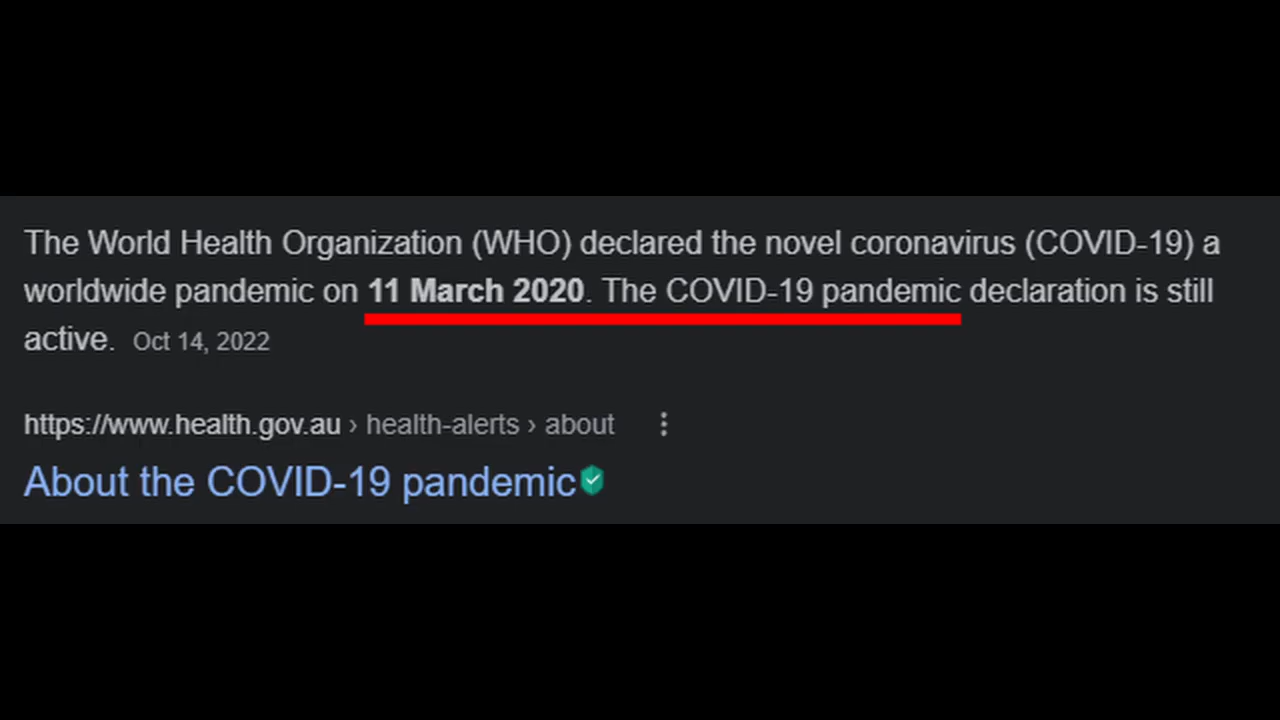 The World Health Organization (WHO) declared the novel coronavirus (COVID-19) a
worldwide pandemic on 11 March 2020. The COVID-19 pandemic declaration is still
active. Oct 14, 2022
https://www.health.gov.au › health-alerts › about
About the COVID-19 pandemic